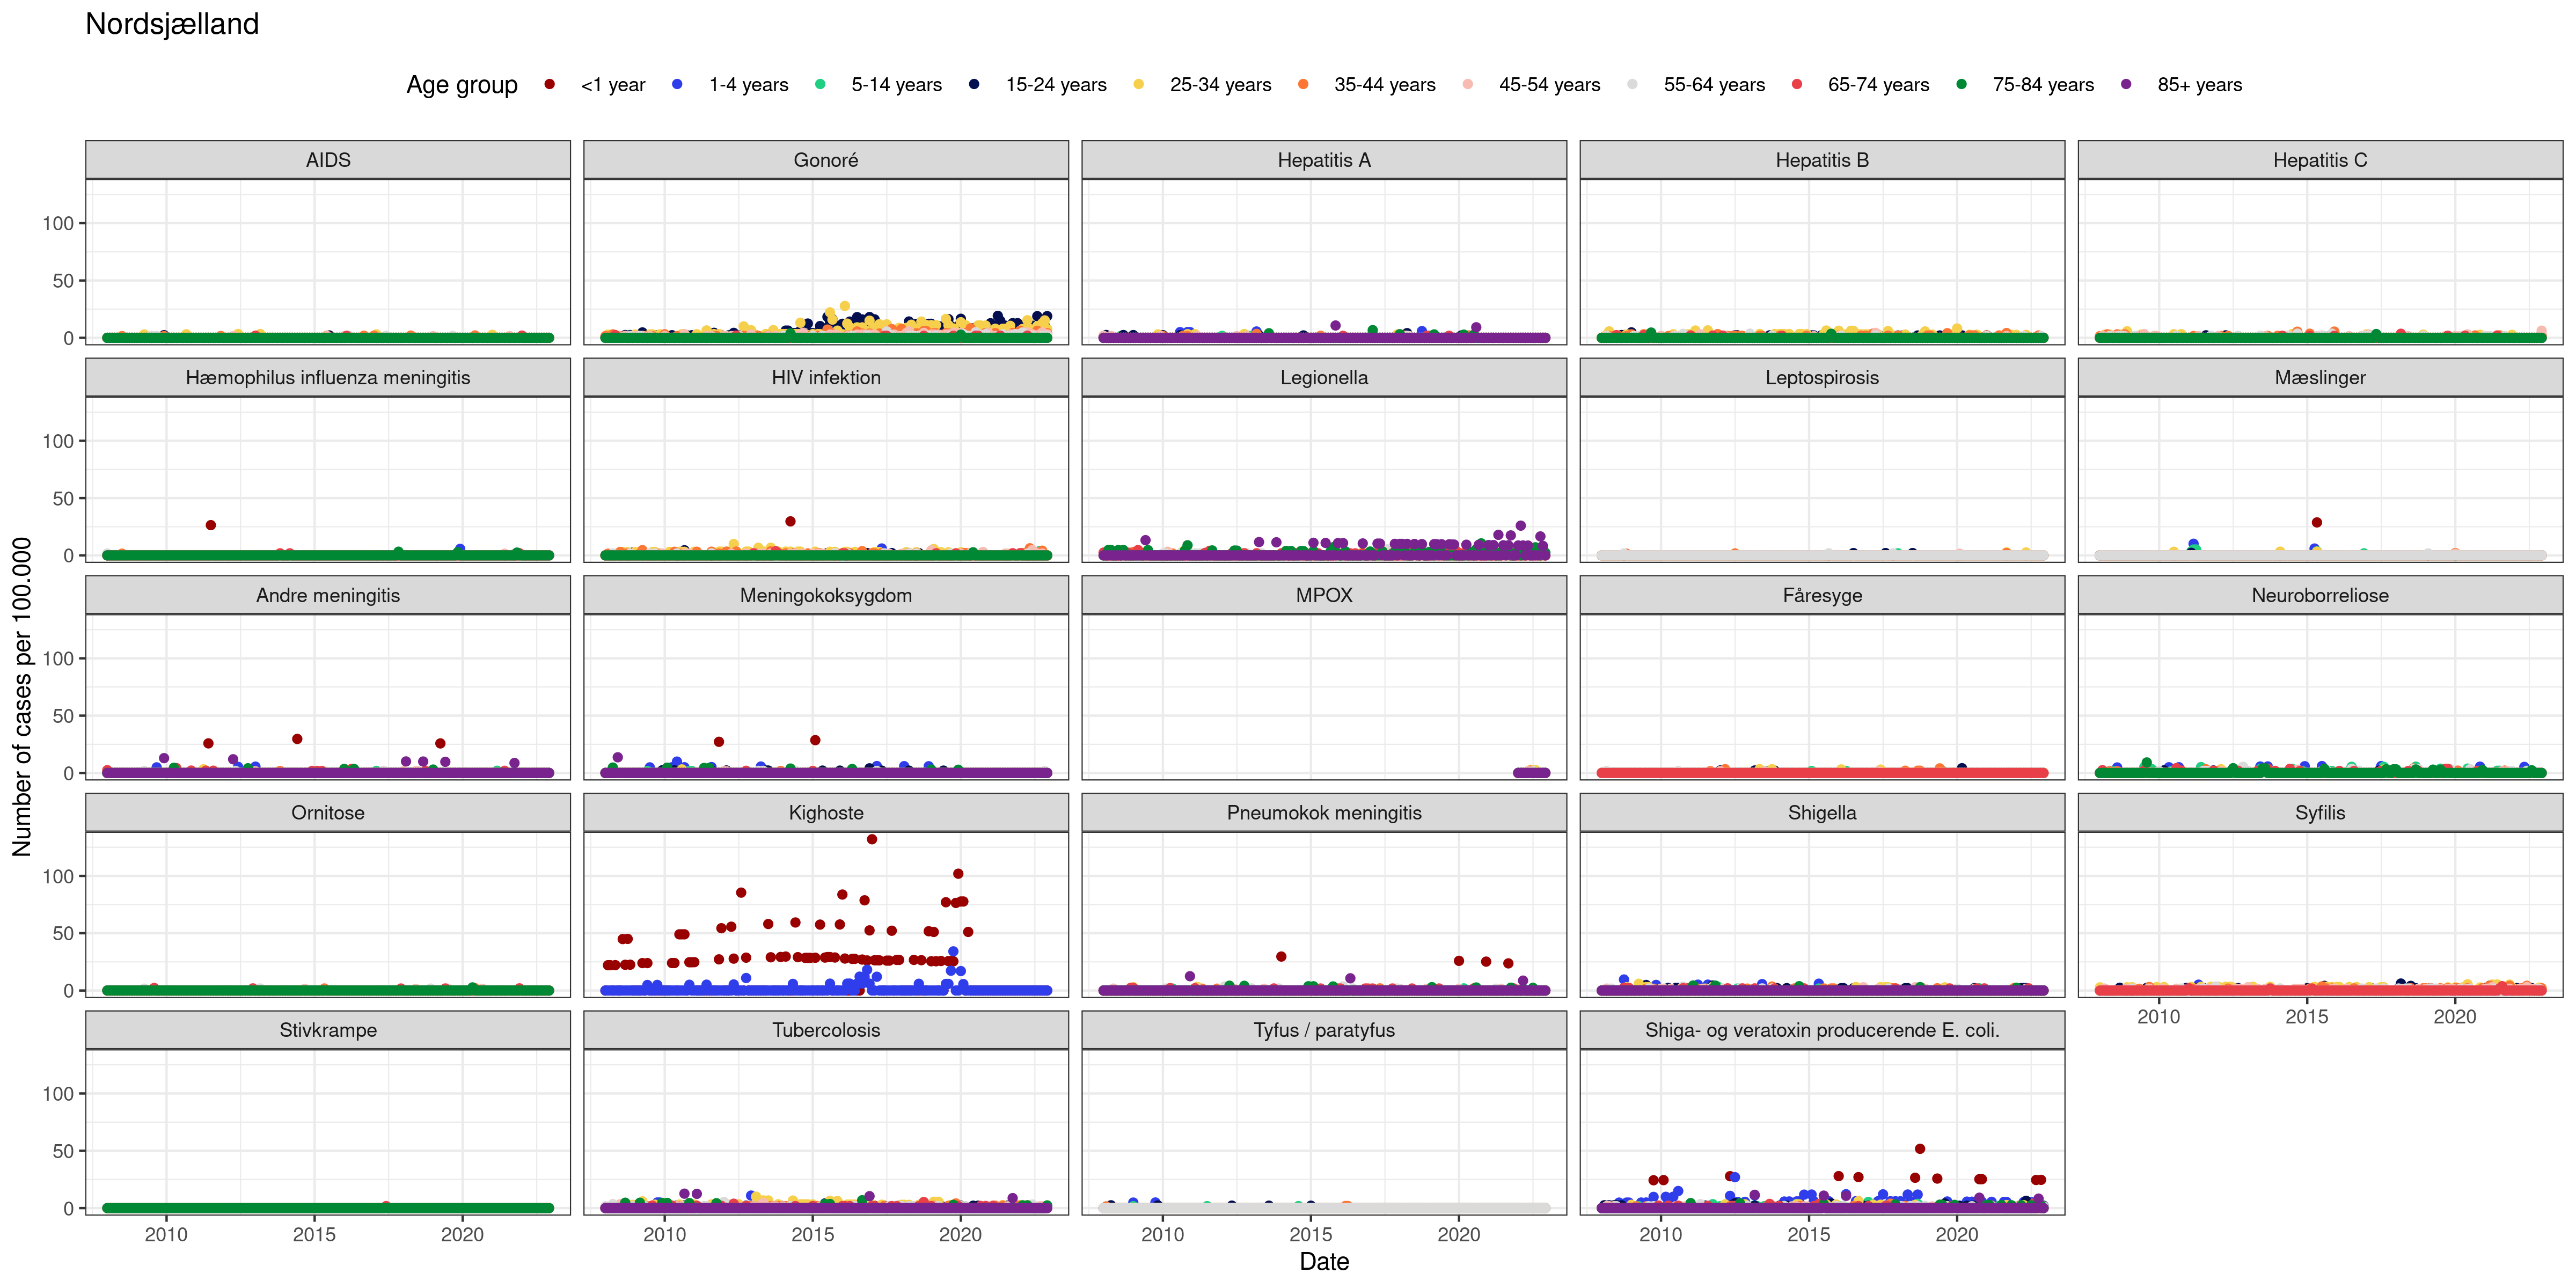 Nordsjælland
Age group <1 year 1-4 years 5-14 years 15-24 years 25-34 years 35-44 years 45-54 years 55-64 years 65-74 years 75-84 years 85+ years
AIDS Gonoré Hepatitis A Hepatitis B Hepatitis C
100
50
0
Hæmophilus influenza meningitis HIV infektion Legionella Leptospirosis Mæslinger
100
50
0
Andre meningitis Meningokoksygdom MPOX Fåresyge Neuroborreliose
100
50
0
Number of cases per 100.000
Ornitose Kighoste Pneumokok meningitis Shigella Syfilis
100
50
0
2010 2015 2020
Stivkrampe Tubercolosis Tyfus / paratyfus Shiga- og veratoxin producerende E. coli.
100
50
0
2010 2015 2020 2010 2015 2020 2010 2015 2020 2010 2015 2020
Date